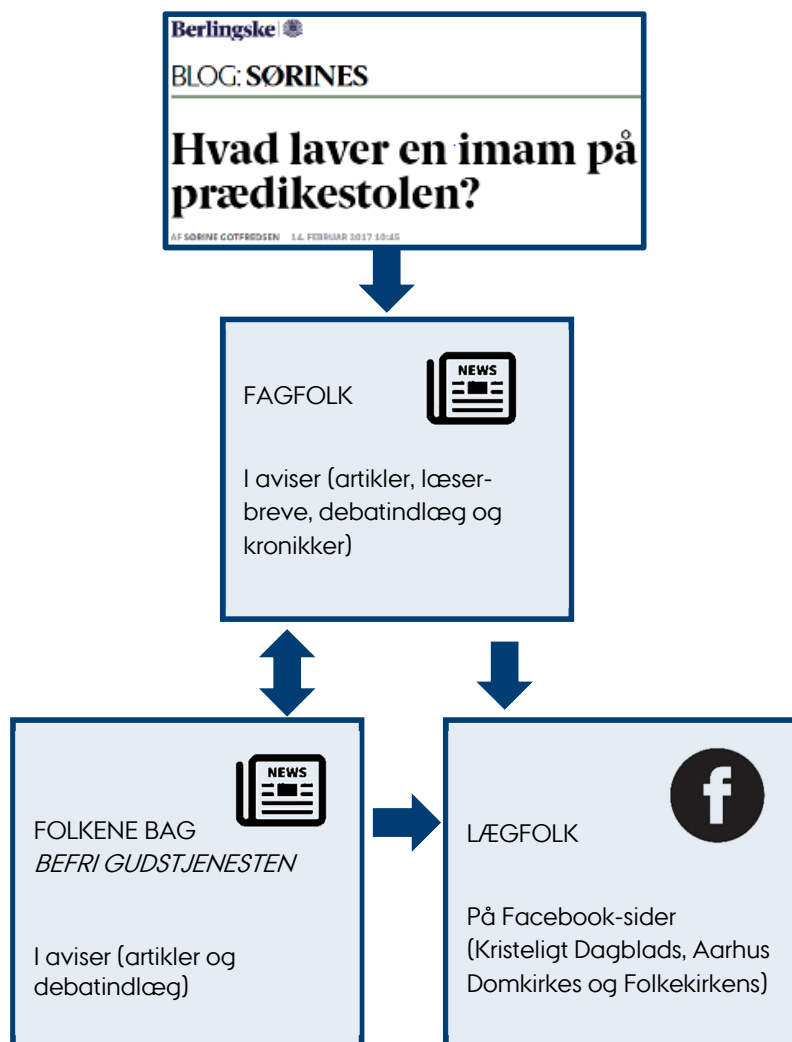 Berlingske
BLOG: SØRINES
Hvad laver en imam på
prædikestolen?
AF SØRINE GOTFREDSEN 14. FEBRUAR 2017 10:45
NEWS
FAGFOLK
I aviser (artikler, læser-
breve, debatindlæg og
kronikker)
NEWS
FOLKENE BAG
BEFRI GUDSTJENESTEN
I aviser (artikler og
debatindlæg)
f
LÆGFOLK
På Facebook-sider
(Kristeligt Dagblads, Aarhus
Domkirkes og Folkekirkens)